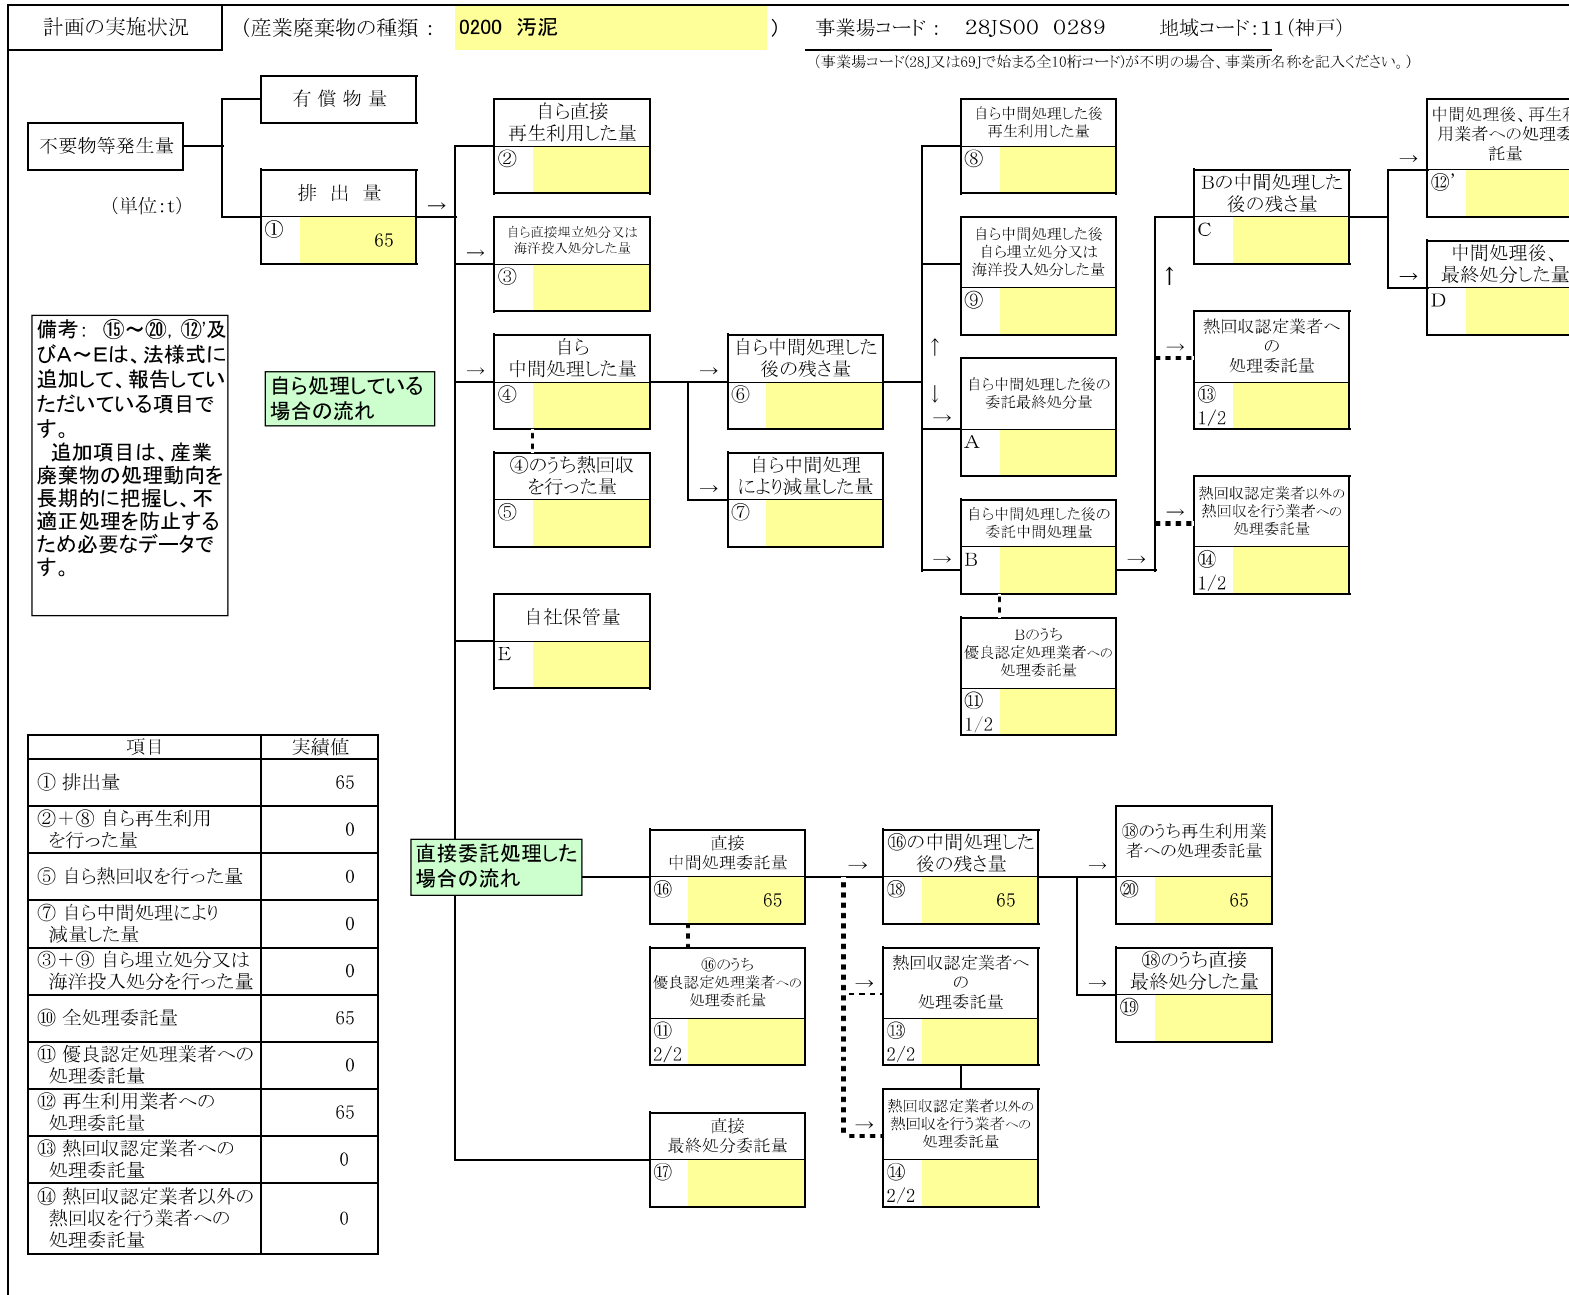 計画の実施状況
(産業廃棄物の種類： 0200 汚泥 )
事業場コード： 28JS00 0289 地域コード:11(神戸)
(事業場コード(28J又は69Jで始まる全10桁コード)が不明の場合、事業所名称を記入ください。)
不要物等発生量
(単位:t)
有 償 物 量
排 出 量
→
① 65
自ら直接
再生利用した量
②
→
自ら直接埋立処分又は
海洋投入処分した量
③
→
自ら
中間処理した量
④
④のうち熱回収
を行った量
⑤
自社保管量
E
→
自ら中間処理した
後の残さ量
⑥
→
自ら中間処理
により減量した量
⑦
自ら中間処理した後
再生利用した量
⑧
自ら中間処理した後
自ら埋立処分又は
海洋投入処分した量
⑨
↑
↓
→
自ら中間処理した後の
委託最終処分量
A
→
自ら中間処理した後の
委託中間処理量
B
→
Bのうち
優良認定処理業者への
処理委託量
⑪
1/2
Bの中間処理した
後の残さ量
C
↑
→
熱回収認定業者へ
の
処理委託量
⑬
1/2
→
熱回収認定業者以外の
熱回収を行う業者への
処理委託量
⑭
1/2
→
中間処理後、再生利
用業者への処理委
託量
⑫’
→
中間処理後、
最終処分した量
D
備考： ⑮～⑳, ⑫’及
びA～Eは、法様式に
追加して、報告してい
ただいている項目で
す。
追加項目は、産業
廃棄物の処理動向を
長期的に把握し、不
適正処理を防止する
ため必要なデータで
す。
自ら処理している
場合の流れ
項目 実績値
① 排出量 65
②＋⑧ 自ら再生利用
を行った量 0
⑤ 自ら熱回収を行った量 0
⑦ 自ら中間処理により
減量した量 0
③＋⑨ 自ら埋立処分又は
海洋投入処分を行った量 0
⑩ 全処理委託量 65
⑪ 優良認定処理業者への
処理委託量 0
⑫ 再生利用業者への
処理委託量 65
⑬ 熱回収認定業者への
処理委託量 0
⑭ 熱回収認定業者以外の
熱回収を行う業者への
処理委託量 0
直接委託処理した
場合の流れ
直接
中間処理委託量
⑯ 65
⑯のうち
優良認定処理業者への
処理委託量
⑪
2/2
直接
最終処分委託量
⑰
→
⑯の中間処理した
後の残さ量
⑱ 65
→
熱回収認定業者へ
の
処理委託量
⑬
2/2
→
熱回収認定業者以外の
熱回収を行う業者への
処理委託量
⑭
2/2
→
⑱のうち再生利用業
者への処理委託量
⑳ 65
→
⑱のうち直接
最終処分した量
⑲